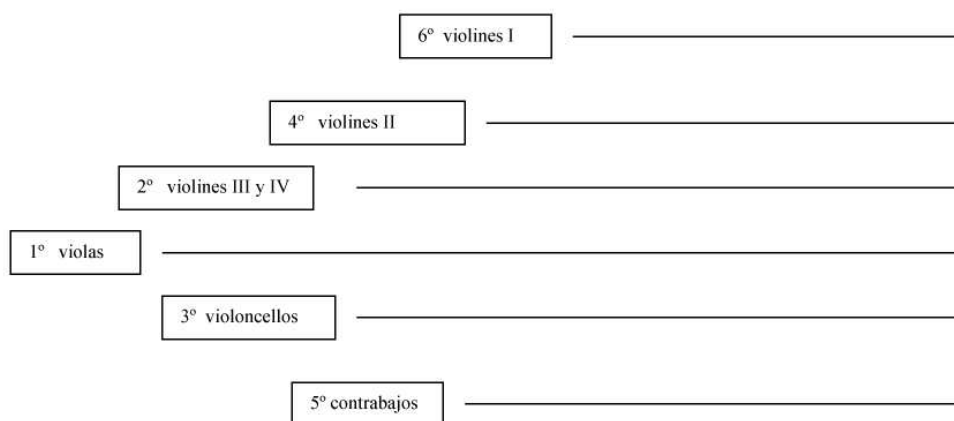 6º violines I
4º violines II
2º violines III y IV
1º violas
3º violoncellos
5º contrabajos